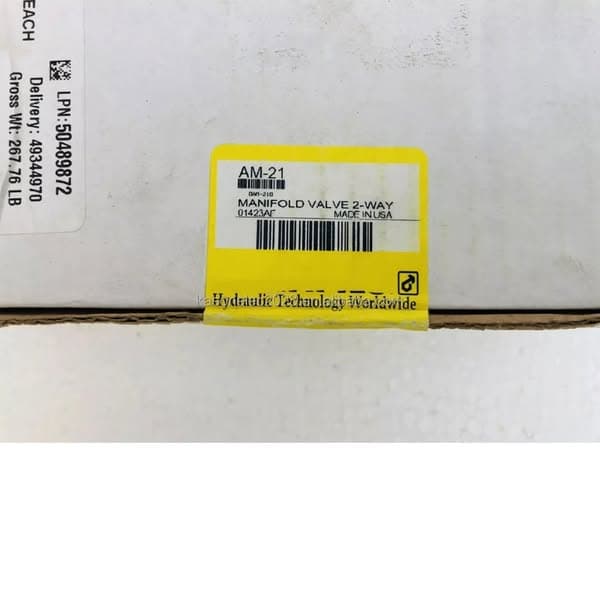 EACH
LPN:50489872
Delivery: 49344970
Gross Wt: 267.76 LB
AM-21
MANIFOLD VALVE 2-WAY
01423AF MADE IN USA
Hydraulic Technology Worldwide